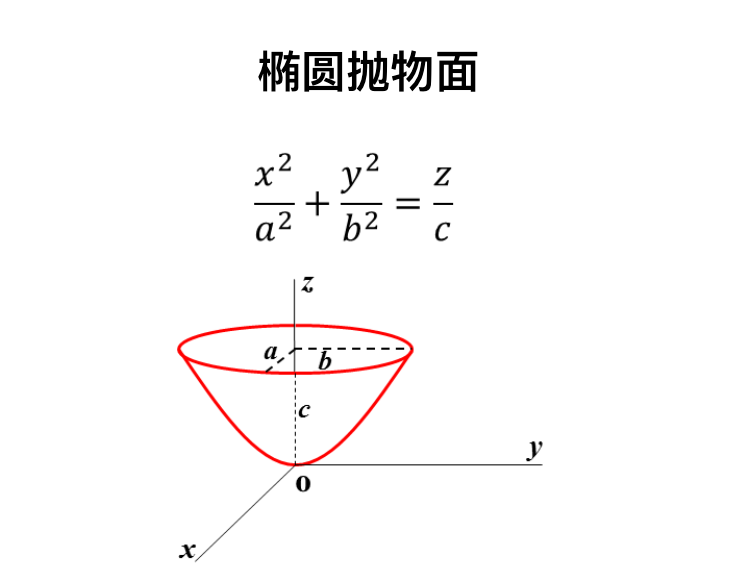 椭圆抛物面
x²/a² + y²/b² = z/c
z
a
b
c
y
o
x